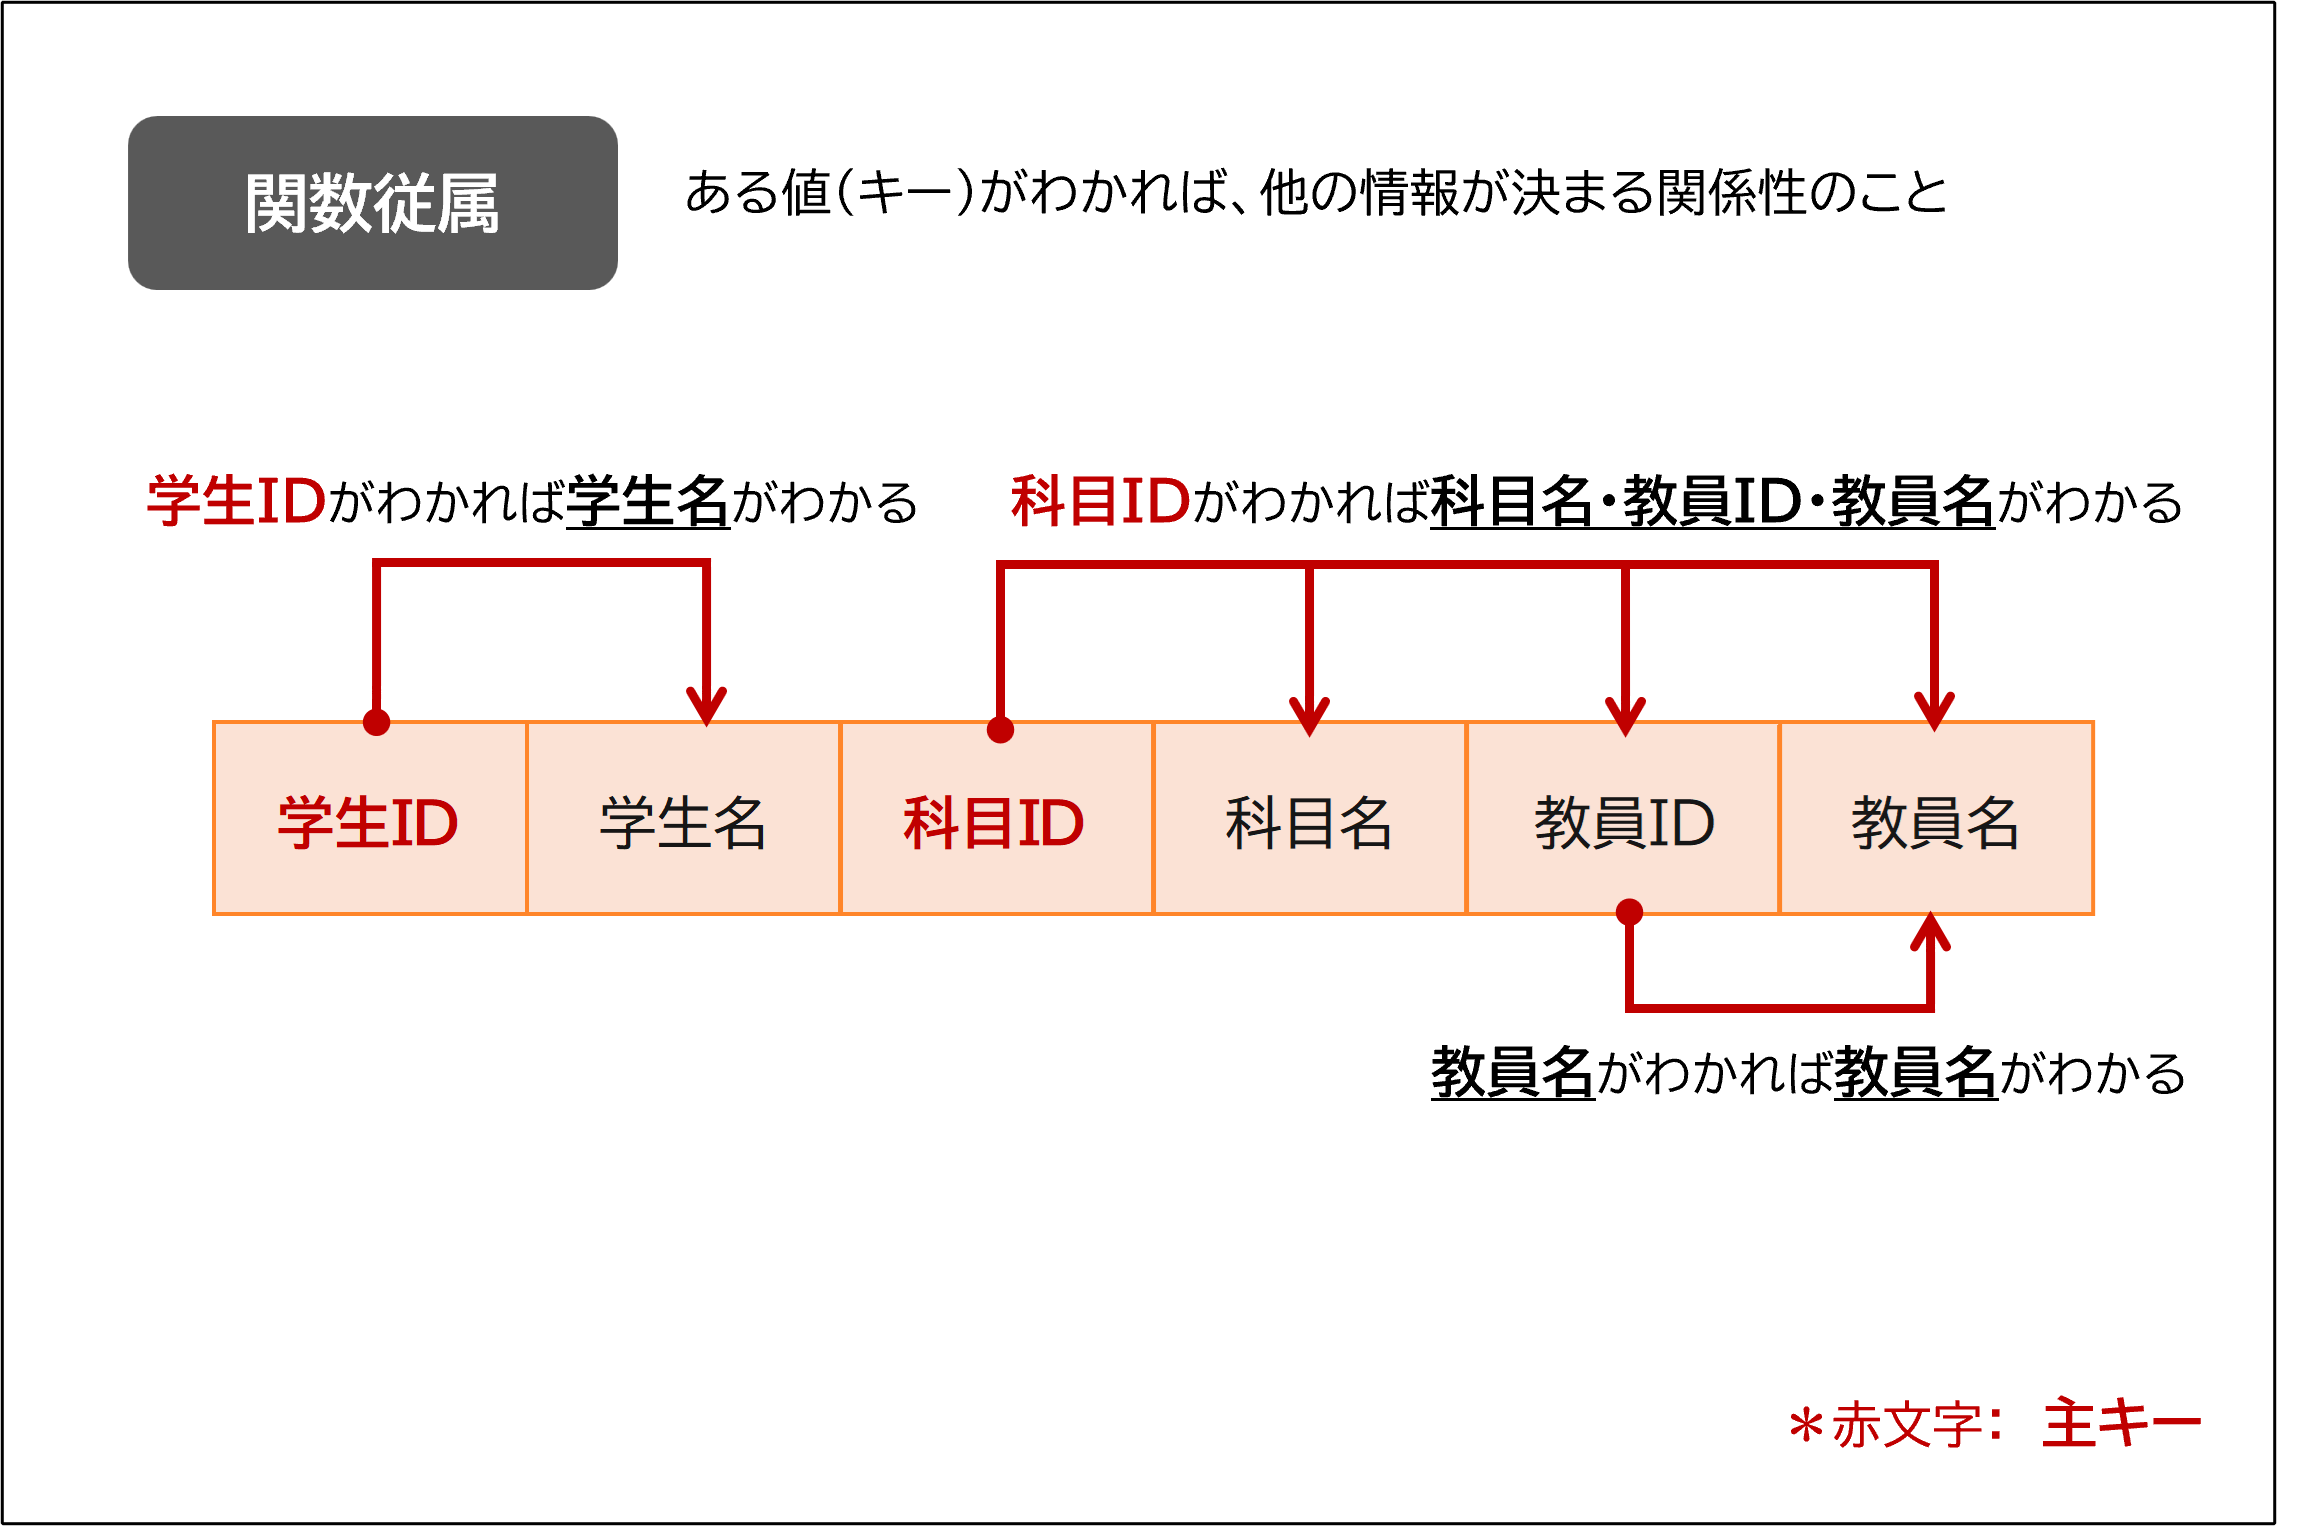 関数従属
ある値(キー)がわかれば、他の情報が決まる関係性のこと
学生IDがわかれば学生名がわかる
科目IDがわかれば科目名・教員ID・教員名がわかる
学生ID 学生名 科目ID 科目名 教員ID 教員名
教員名がわかれば教員名がわかる
＊赤文字： 主キー